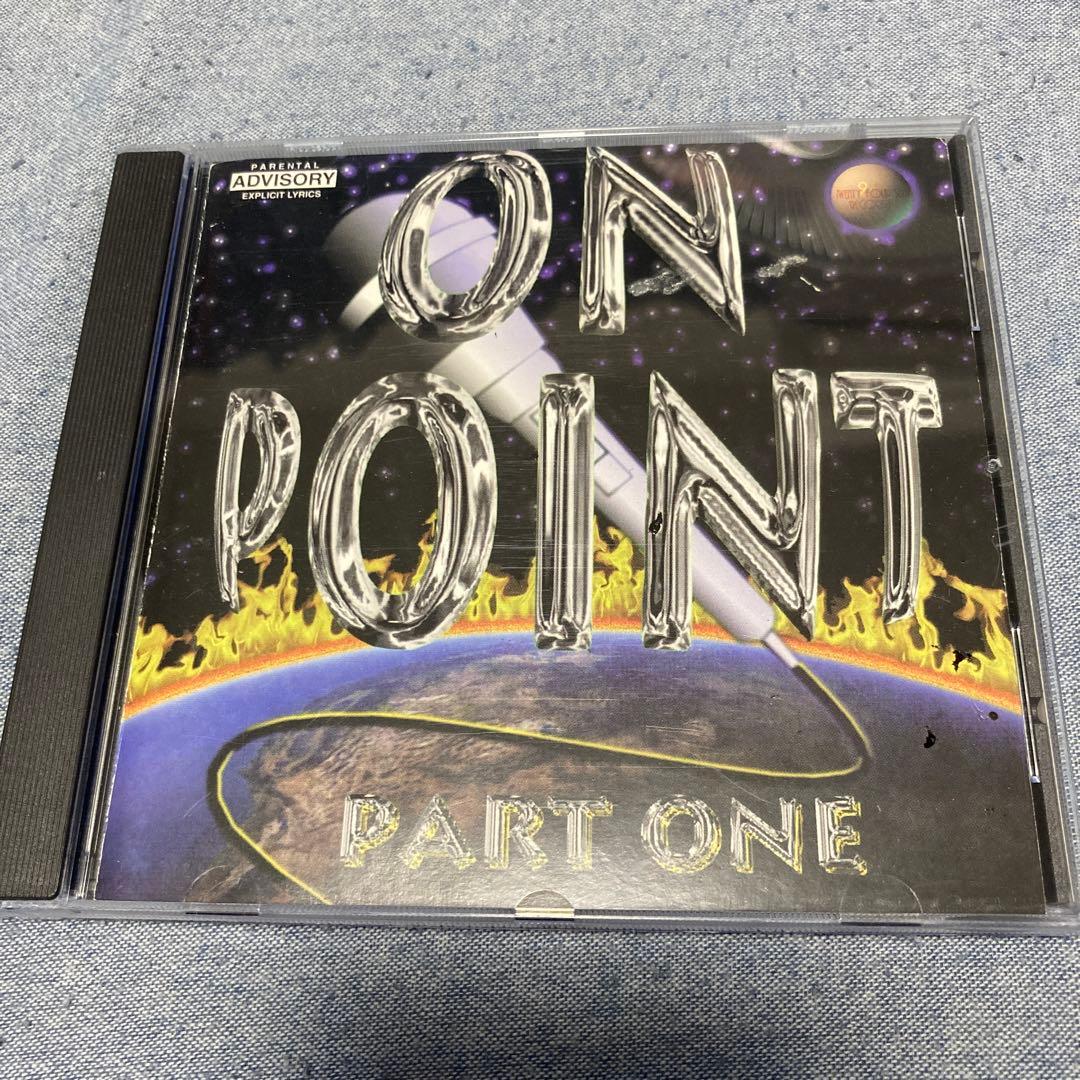 PARENTAL
ADVISORY
EXPLICIT LYRICS
ON
POINT
PART ONE